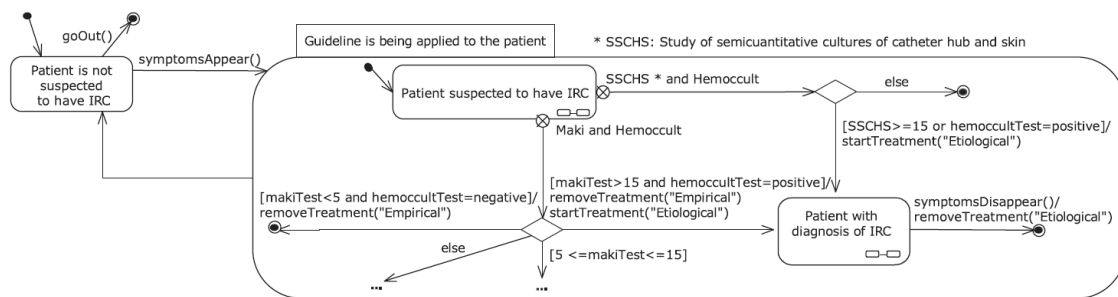 goOut()
Guideline is being applied to the patient
* SSCHS: Study of semicuantitative cultures of catheter hub and skin
symptomsAppear()
Patient is not
suspected
to have IRC
Patient suspected to have IRC
SSCHS * and Hemoccult
else
Maki and Hemoccult
[SSCHS>=15 or hemoccultTest=positive]/
startTreatment("Etiological")
[makiTest<5 and hemoccultTest=negative]/
removeTreatment("Empirical")
[makiTest>15 and hemoccultTest=positive]/
removeTreatment("Empirical")
startTreatment("Etiological")
Patient with
diagnosis of IRC
symptomsDisappear()/
removeTreatment("Etiological")
else
[5 <=makiTest<=15]
...
...